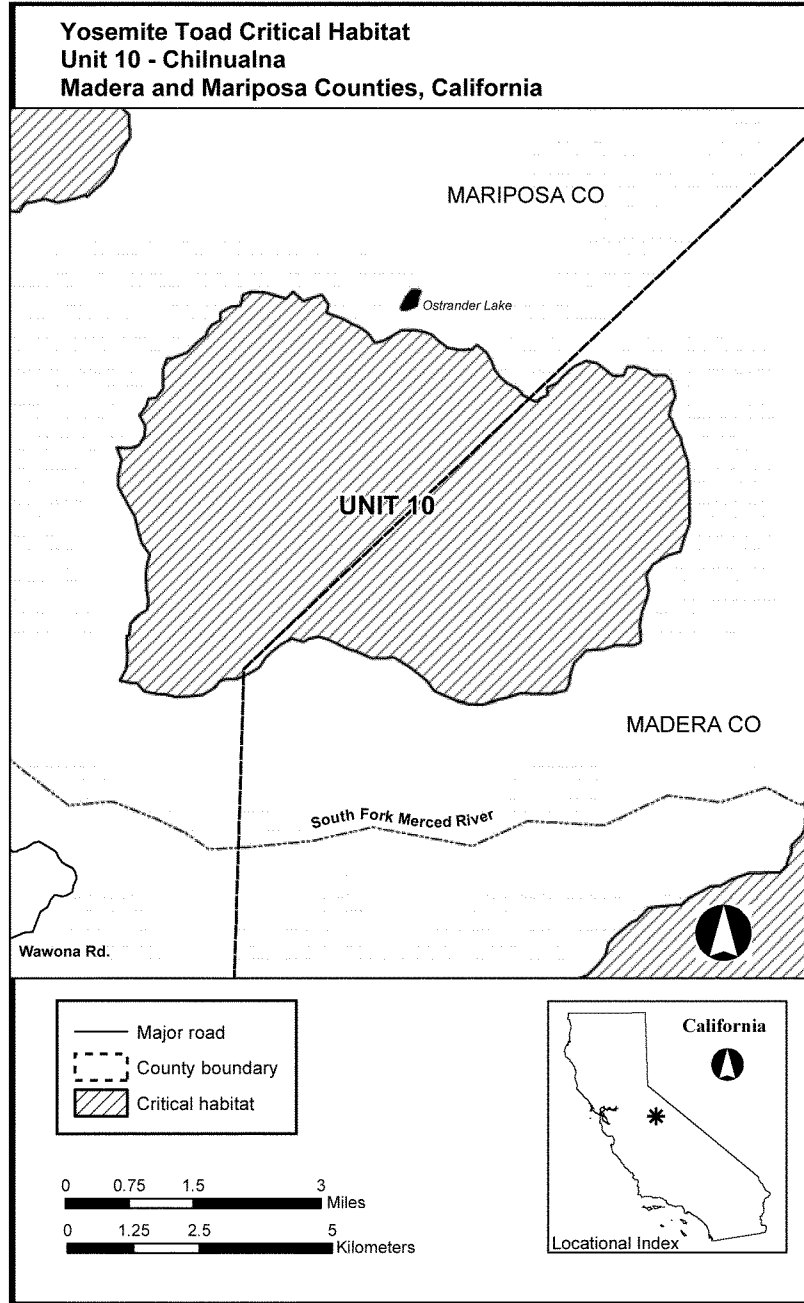 Yosemite Toad Critical Habitat
Unit 10 - Chilnualna
Madera and Mariposa Counties, California
MARIPOSA CO
Ostrander Lake
UNIT 10
MADERA CO
South Fork Merced River
Wawona Rd.
Major road
County boundary
Critical habitat
0 0.75 1.5 3
Miles
0 1.25 2.5 5
Kilometers
California
Locational Index